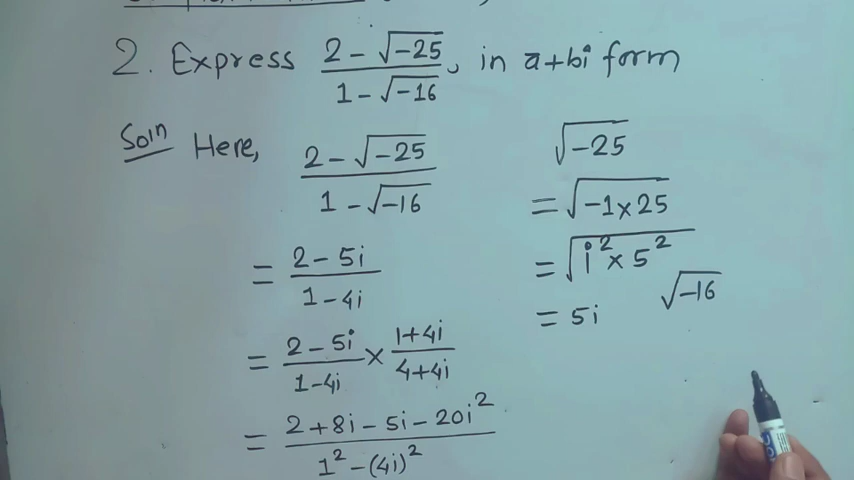 2. Express (2 - √-25)/(1 - √-16), in a+bi form
Soln Here,
(2 - √-25)/(1 - √-16)
= (2 - 5i)/(1 - 4i)
= (2 - 5i)/(1 - 4i) × (1+4i)/(4+4i)
= (2 + 8i - 5i - 20i²)/(1² - (4i)²)
√-25
= √-1×25
= √i² × 5²
= 5i
√-16